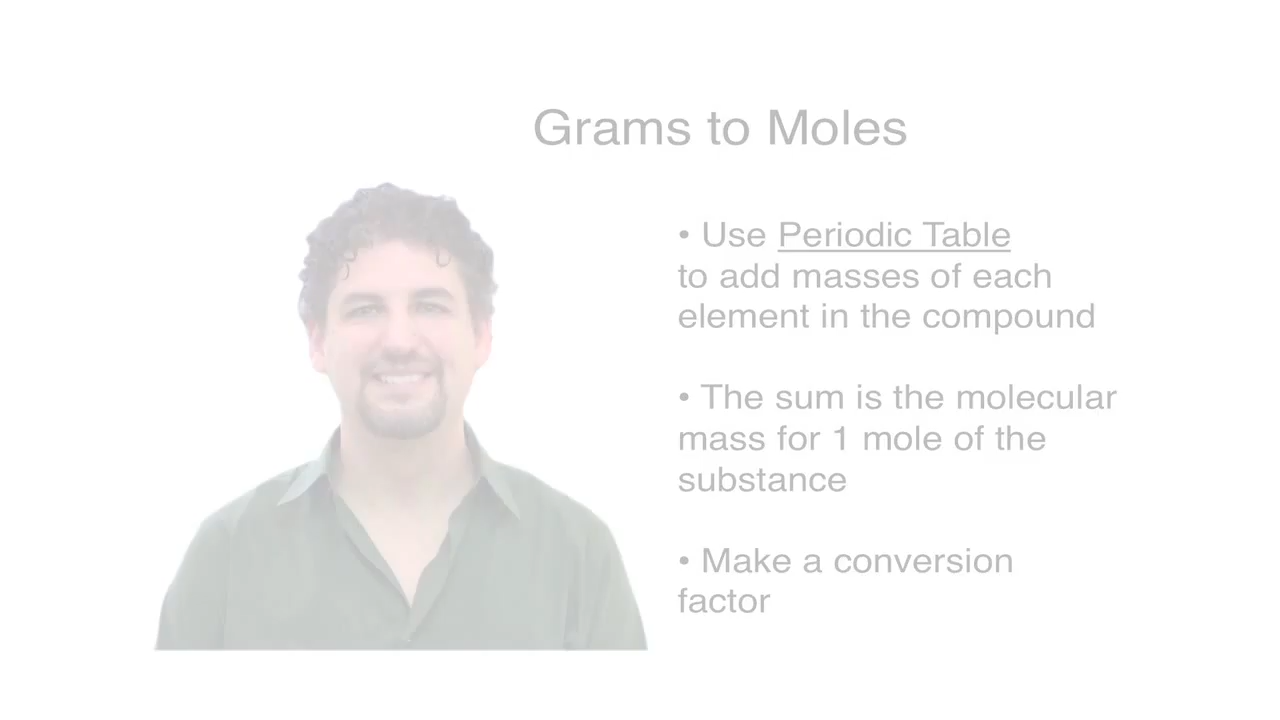 Grams to Moles
• Use Periodic Table
to add masses of each
element in the compound
• The sum is the molecular
mass for 1 mole of the
substance
• Make a conversion
factor